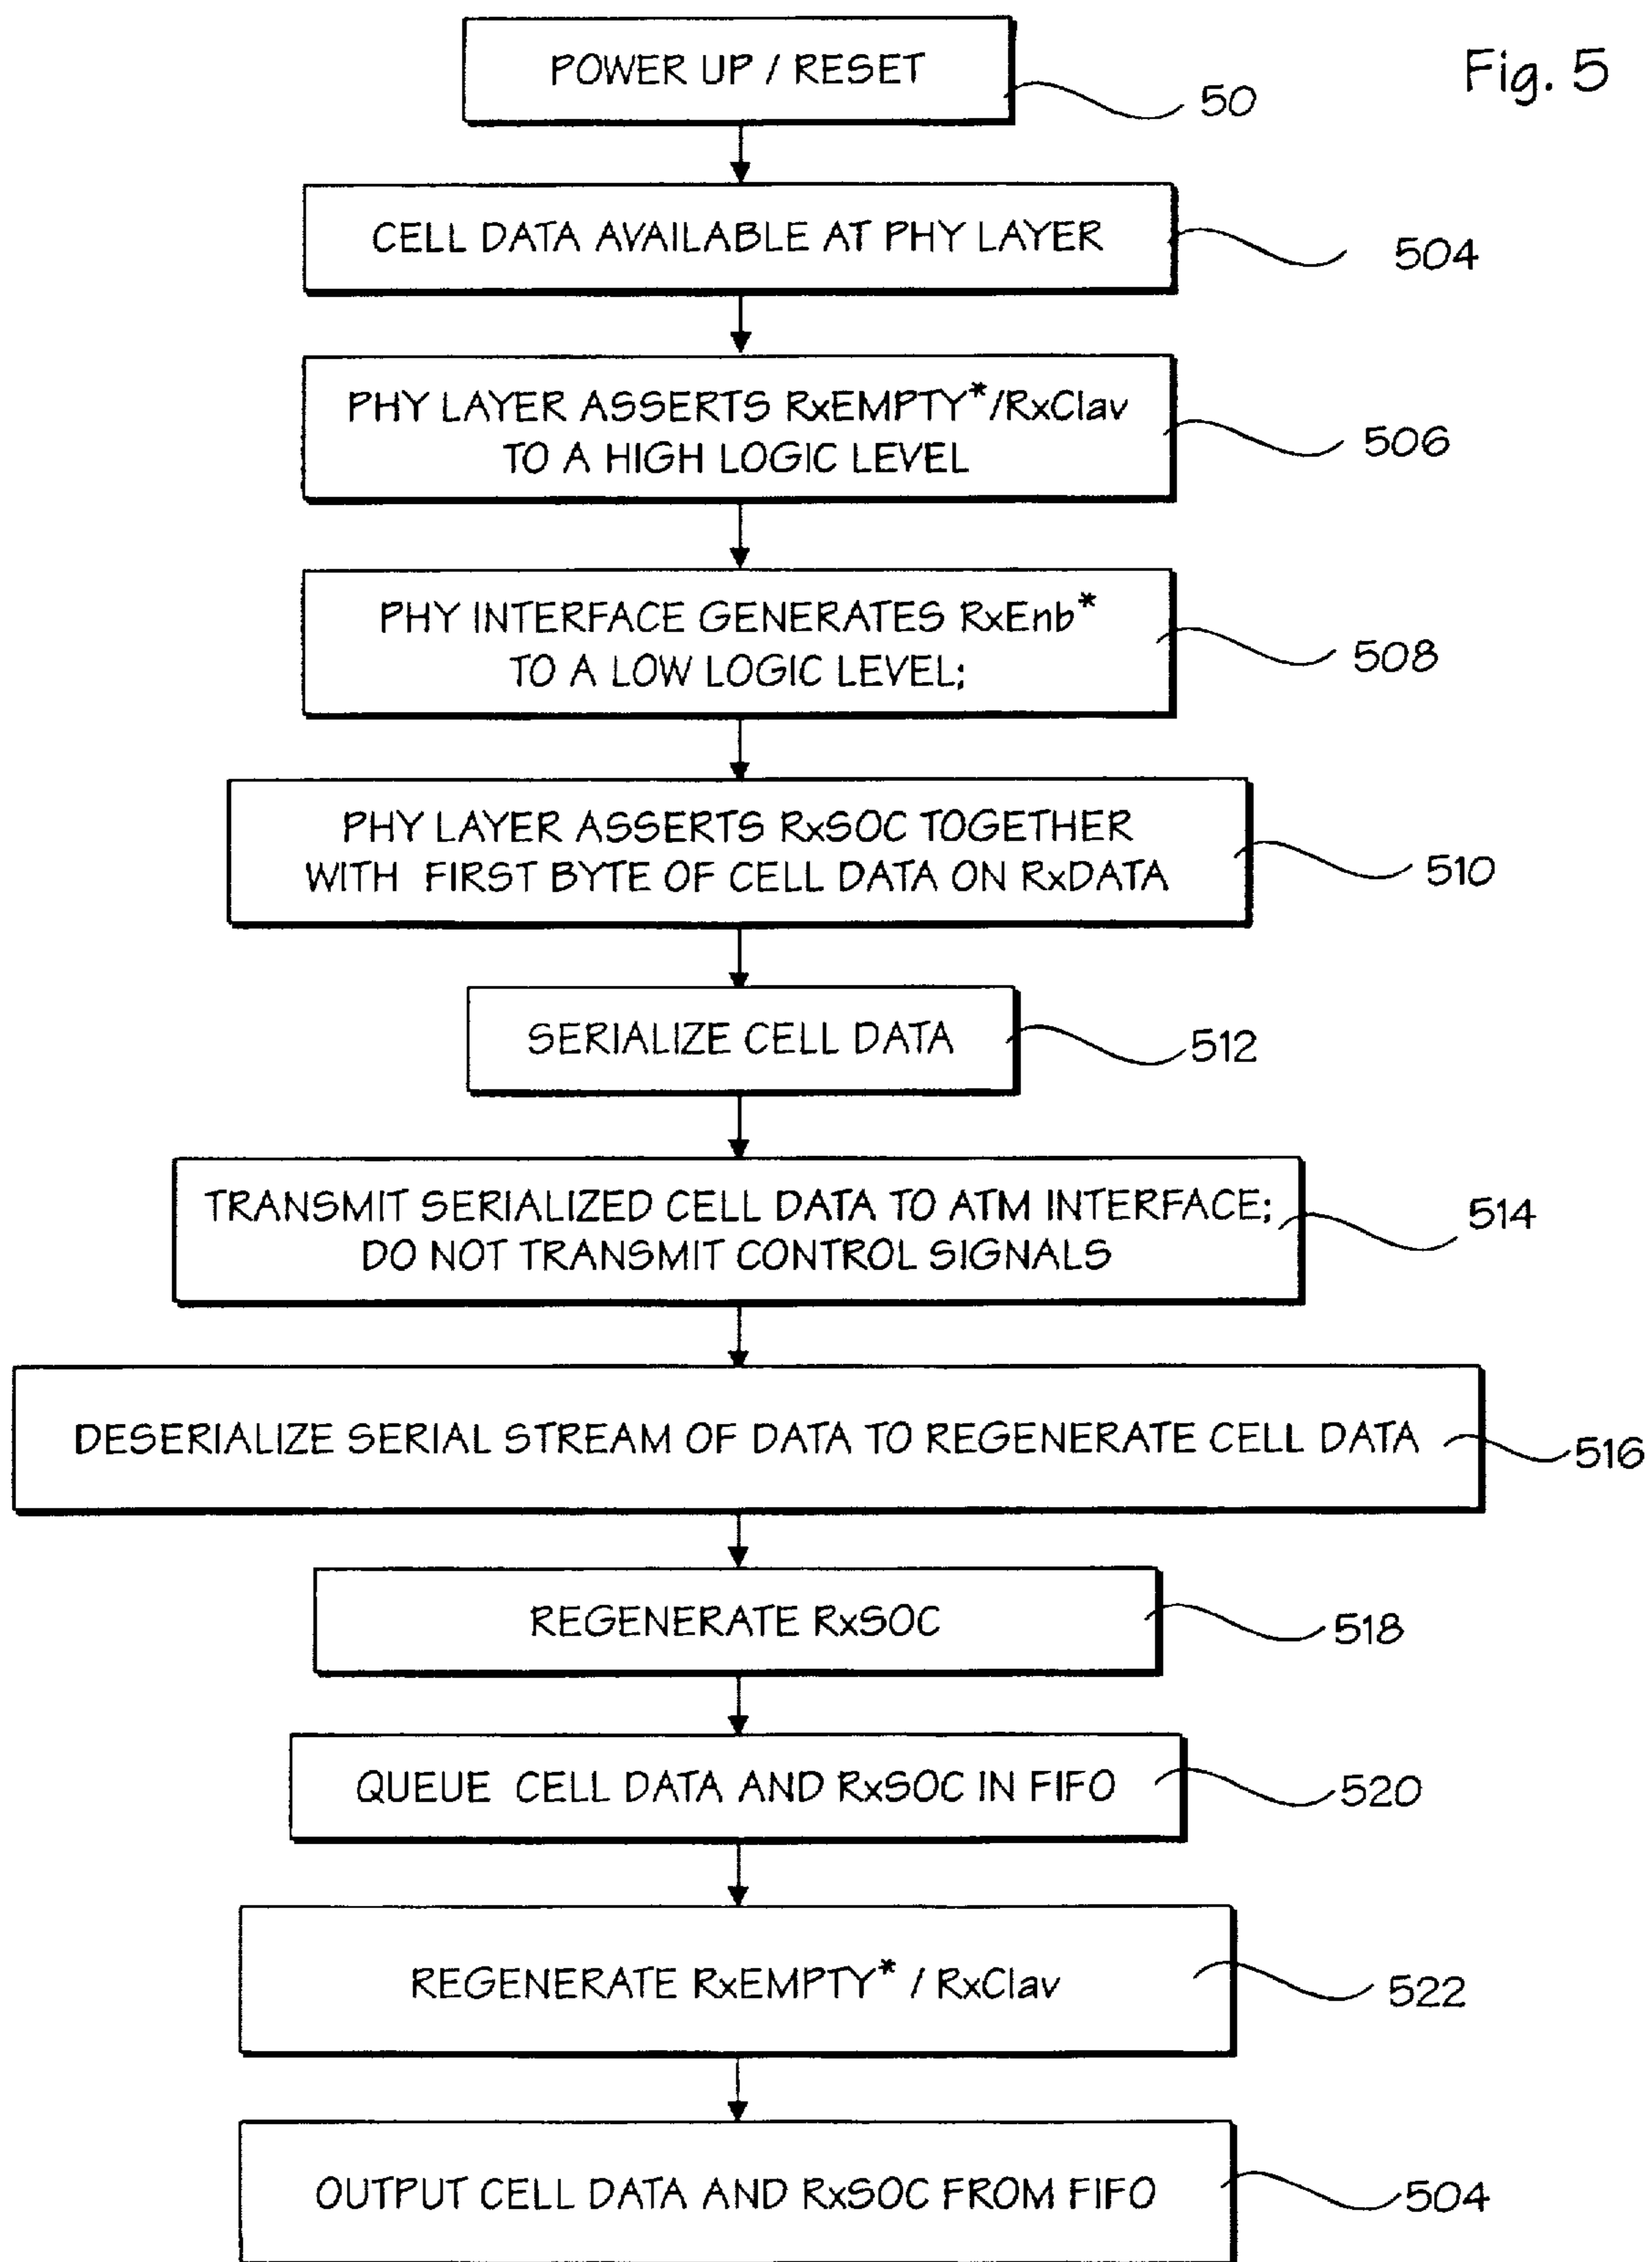 Fig. 5
POWER UP / RESET
50
CELL DATA AVAILABLE AT PHY LAYER
504
PHY LAYER ASSERTS RxEMPTY*/RxClav
TO A HIGH LOGIC LEVEL
506
PHY INTERFACE GENERATES RxEnb*
TO A LOW LOGIC LEVEL;
508
PHY LAYER ASSERTS RxSOC TOGETHER
WITH FIRST BYTE OF CELL DATA ON RxDATA
510
SERIALIZE CELL DATA
512
TRANSMIT SERIALIZED CELL DATA TO ATM INTERFACE;
DO NOT TRANSMIT CONTROL SIGNALS
514
DESERIALIZE SERIAL STREAM OF DATA TO REGENERATE CELL DATA
516
REGENERATE RxSOC
518
QUEUE CELL DATA AND RxSOC IN FIFO
520
REGENERATE RxEMPTY* / RxClav
522
OUTPUT CELL DATA AND RxSOC FROM FIFO
504